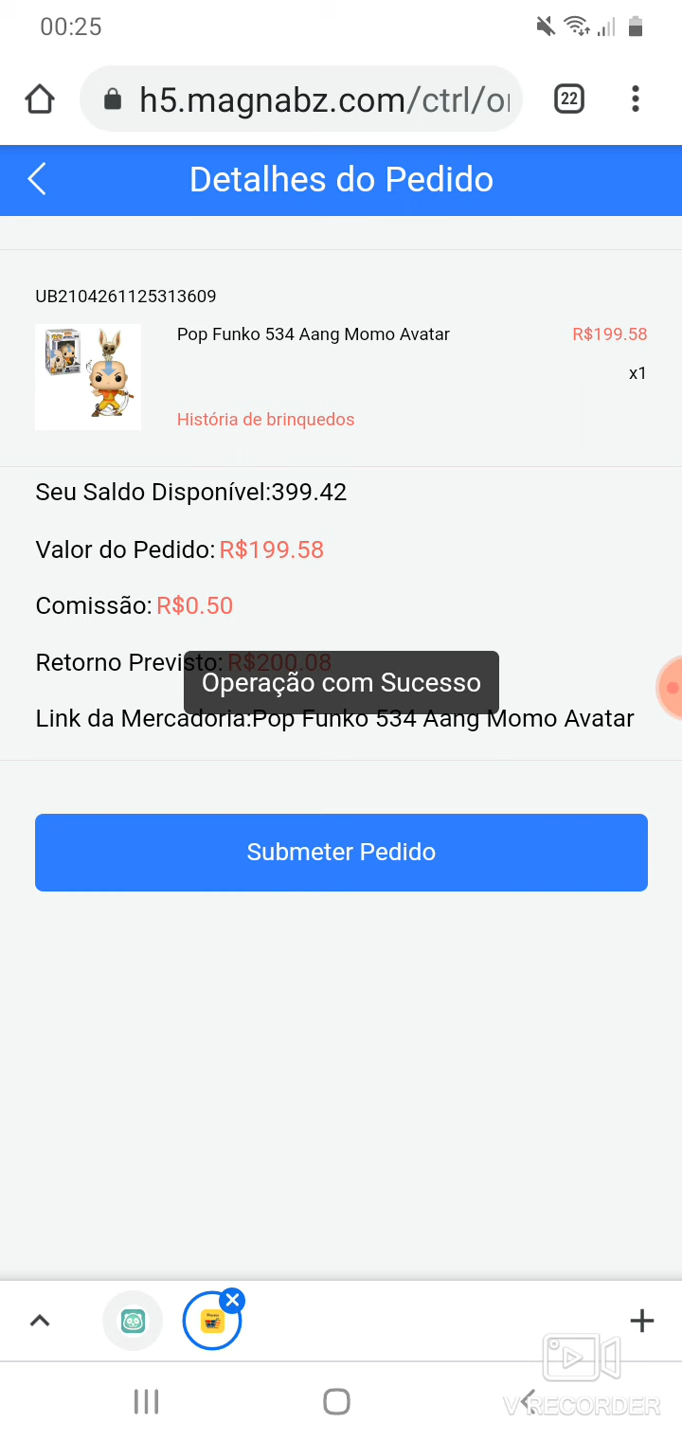 00:25
h5.magnabz.com/ctrl/o
22
Detalhes do Pedido
UB2104261125313609
Pop Funko 534 Aang Momo Avatar R$199.58
x1
História de brinquedos
Seu Saldo Disponível:399.42
Valor do Pedido: R$199.58
Comissão: R$0.50
Retorno Previsto: R$200.08
Operação com Sucesso
Link da Mercadoria:Pop Funko 534 Aang Momo Avatar
Submeter Pedido
V RECORDER